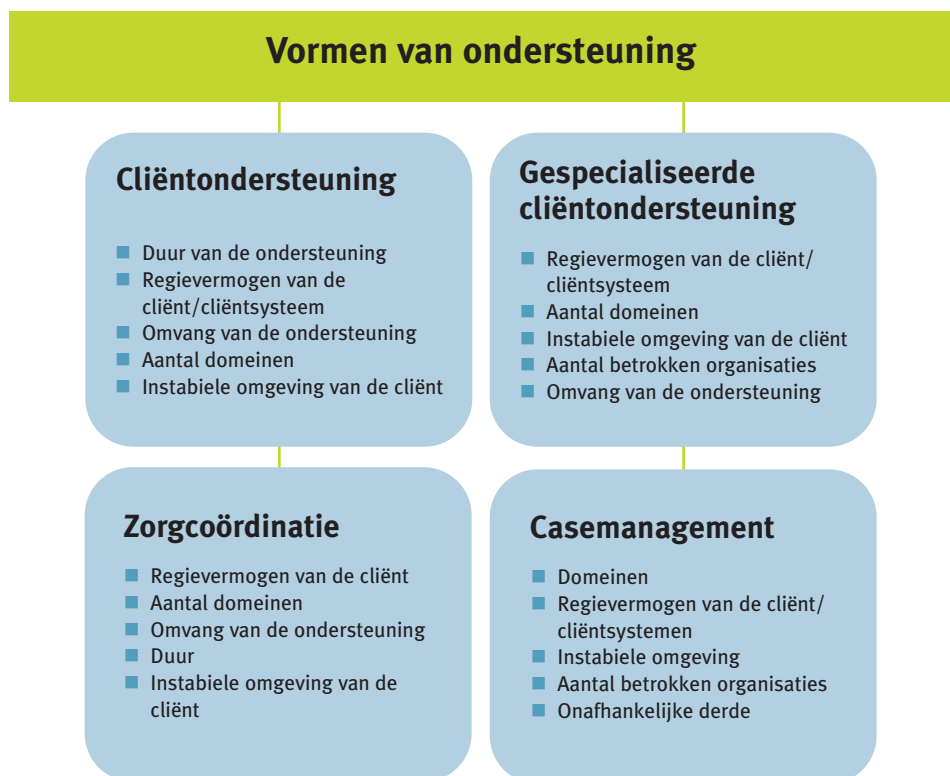 Vormen van ondersteuning
Cliëntondersteuning
Duur van de ondersteuning
Regievermogen van de
cliënt/cliëntsysteem
Omvang van de ondersteuning
Aantal domeinen
Instabiele omgeving van de cliënt
Gespecialiseerde
cliëntondersteuning
Regievermogen van de cliënt/
cliëntsysteem
Aantal domeinen
Instabiele omgeving van de cliënt
Aantal betrokken organisaties
Omvang van de ondersteuning
Zorgcoördinatie
Regievermogen van de cliënt
Aantal domeinen
Omvang van de ondersteuning
Duur
Instabiele omgeving van de
cliënt
Casemanagement
Domeinen
Regievermogen van de cliënt/
cliëntsystemen
Instabiele omgeving
Aantal betrokken organisaties
Onafhankelijke derde